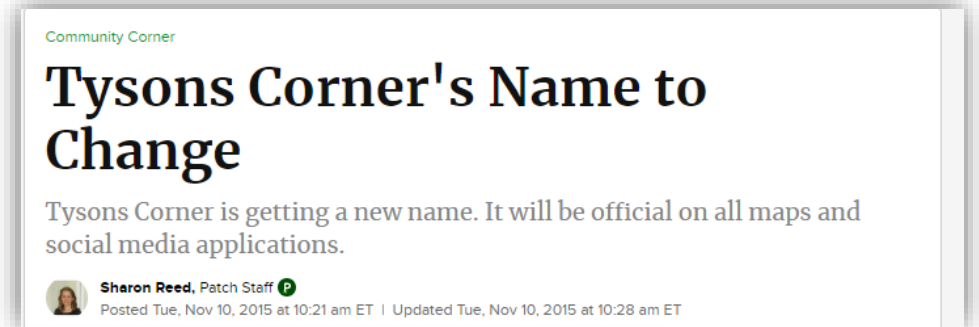 Community Corner
Tysons Corner's Name to
Change
Tysons Corner is getting a new name. It will be official on all maps and
social media applications.
Sharon Reed, Patch Staff P
Posted Tue, Nov 10, 2015 at 10:21 am ET | Updated Tue, Nov 10, 2015 at 10:28 am ET